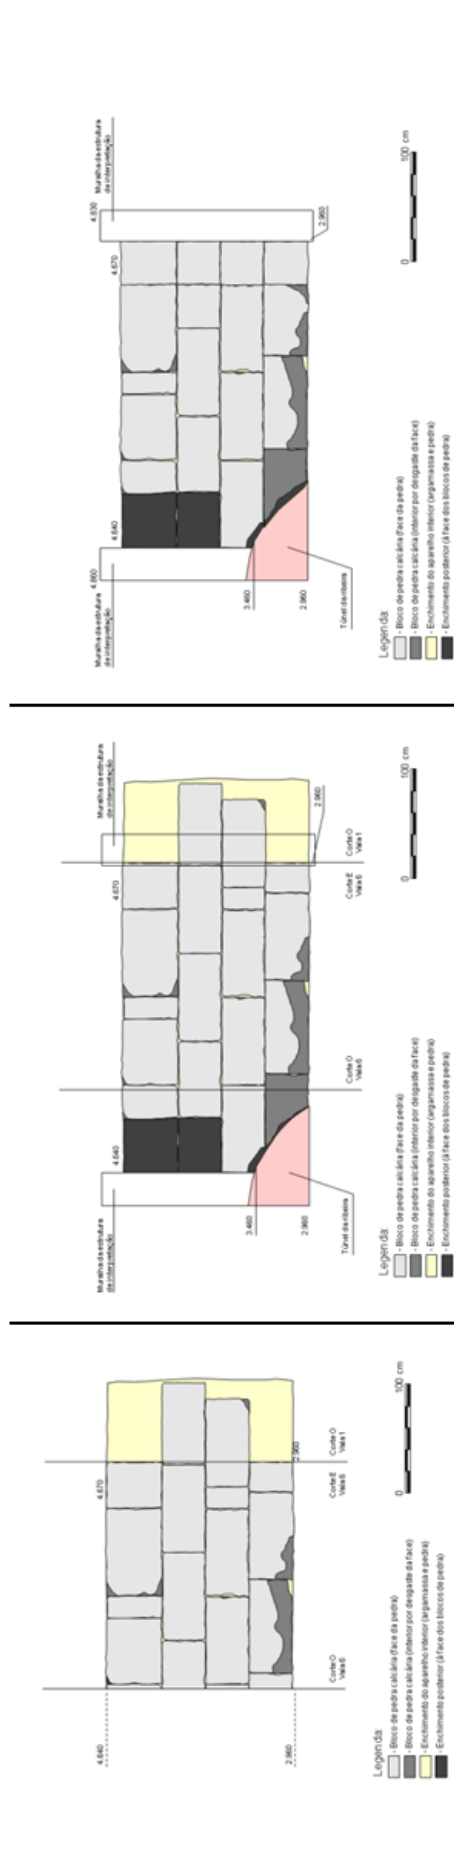 Muralha da estrutura
de interpretação
4.860
4.640
3.460
2.960
Túnel da ribeira
4.670
4.930
Muralha da estrutura
de interpretação
2.960
Legenda:
- Bloco de pedra calcária (face da pedra)
- Bloco de pedra calcária (interior por desgaste da face)
- Enchimento do aparelho interior (argamassa e pedra)
- Enchimento posterior (à face dos blocos de pedra)
0
100 cm
Muralha da estrutura
de interpretação
4.640
3.460
2.960
Túnel da ribeira
4.670
Muralha da estrutura
de interpretação
2.960
Corte O
Vala 6
Corte E
Vala 6
Corte O
Vala 1
Legenda:
- Bloco de pedra calcária (face da pedra)
- Bloco de pedra calcária (interior por desgaste da face)
- Enchimento do aparelho interior (argamassa e pedra)
- Enchimento posterior (à face dos blocos de pedra)
0
100 cm
4.640
2.960
4.670
2.960
Corte O
Vala 6
Corte E
Vala 6
Corte O
Vala 1
Legenda:
- Bloco de pedra calcária (face da pedra)
- Bloco de pedra calcária (interior por desgaste da face)
- Enchimento do aparelho interior (argamassa e pedra)
- Enchimento posterior (à face dos blocos de pedra)
0
100 cm